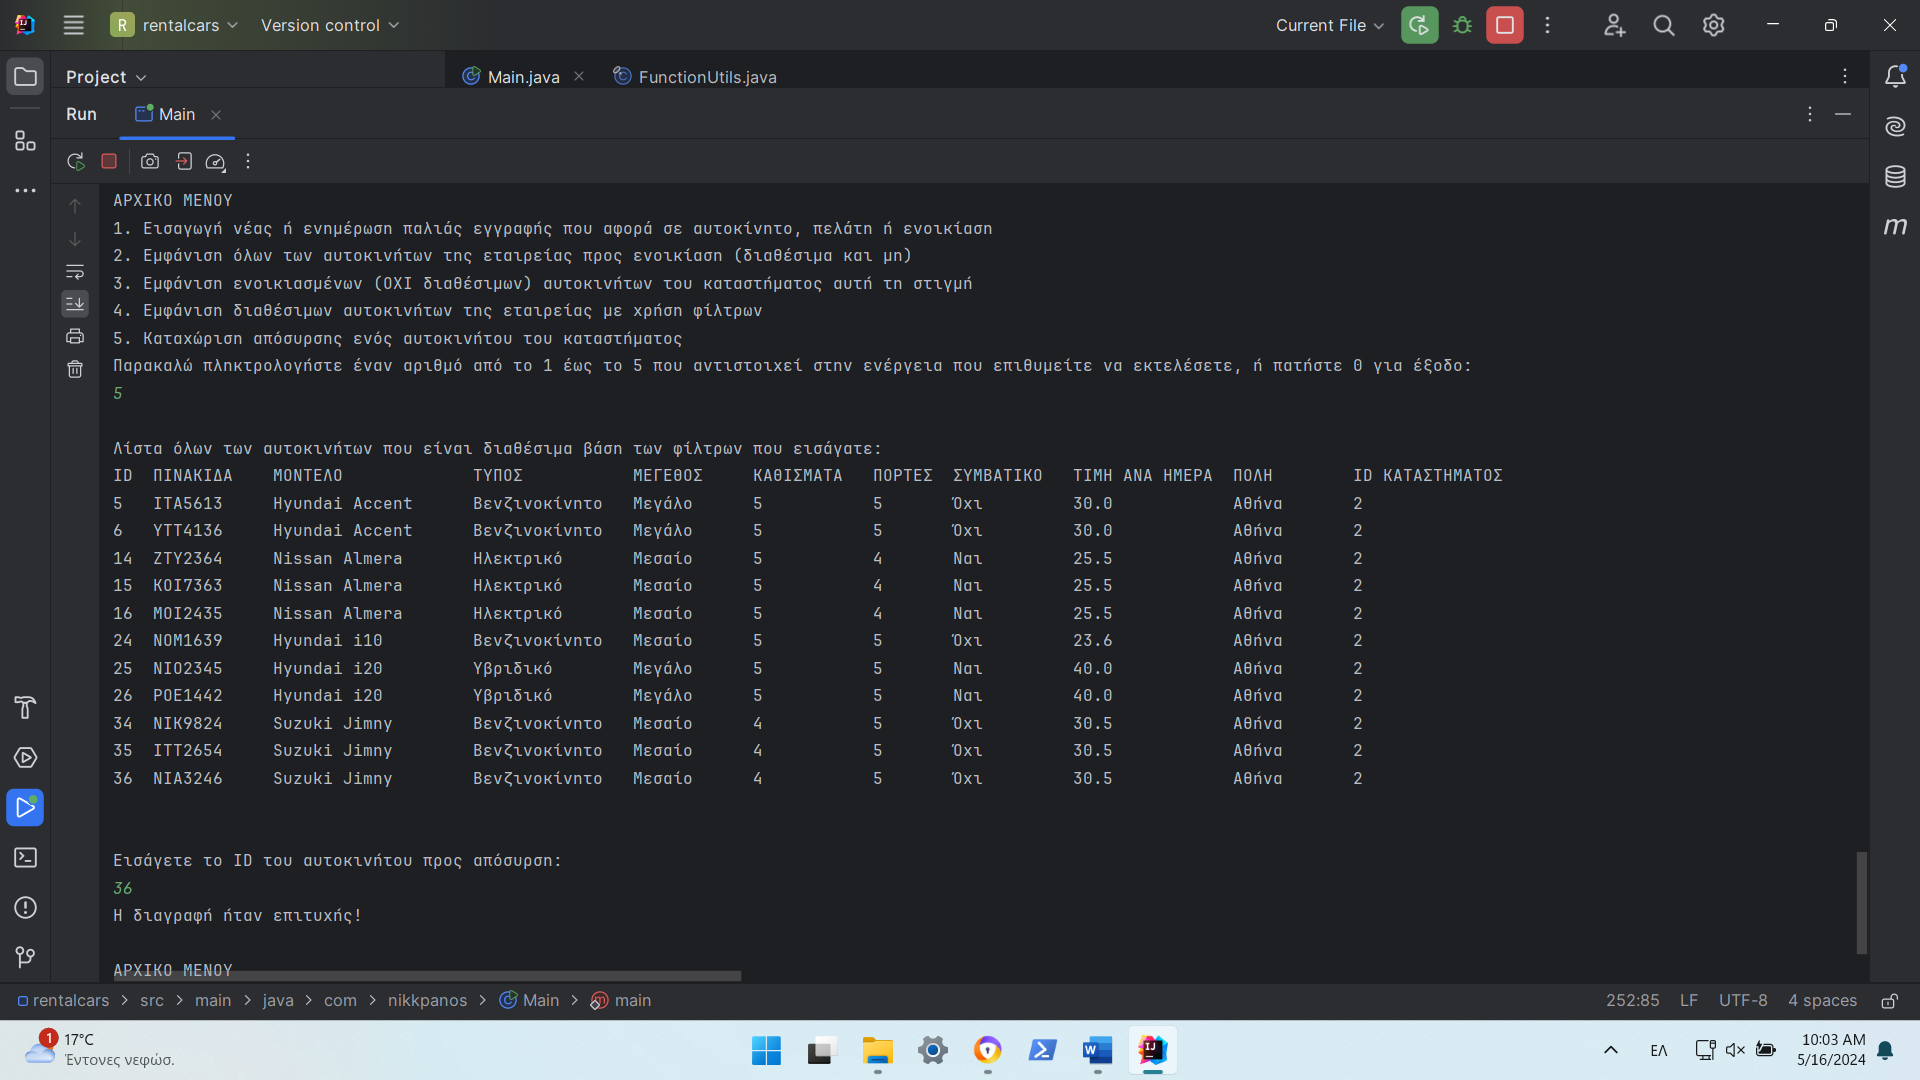 R rentalcars Version control Current File
Project Main.java FunctionUtils.java
Run Main
ΑΡΧΙΚΟ ΜΕΝΟΥ
1. Εισαγωγή νέας ή ενημέρωση παλιάς εγγραφής που αφορά σε αυτοκίνητο, πελάτη ή ενοικίαση
2. Εμφάνιση όλων των αυτοκινήτων της εταιρείας προς ενοικίαση (διαθέσιμα και μη)
3. Εμφάνιση ενοικιασμένων (ΟΧΙ διαθέσιμων) αυτοκινήτων του καταστήματος αυτή τη στιγμή
4. Εμφάνιση διαθέσιμων αυτοκινήτων της εταιρείας με χρήση φίλτρων
5. Καταχώριση απόσυρσης ενός αυτοκινήτου του καταστήματος
Παρακαλώ πληκτρολογήστε έναν αριθμό από το 1 έως το 5 που αντιστοιχεί στην ενέργεια που επιθυμείτε να εκτελέσετε, ή πατήστε 0 για έξοδο:
5
Λίστα όλων των αυτοκινήτων που είναι διαθέσιμα βάση των φίλτρων που εισάγατε:
ID ΠΙΝΑΚΙΔΑ ΜΟΝΤΕΛΟ ΤΥΠΟΣ ΜΕΓΕΘΟΣ ΚΑΘΙΣΜΑΤΑ ΠΟΡΤΕΣ ΣΥΜΒΑΤΙΚΟ ΤΙΜΗ ΑΝΑ ΗΜΕΡΑ ΠΟΛΗ ID ΚΑΤΑΣΤΗΜΑΤΟΣ
5 ΙΤΑ5613 Hyundai Accent Βενζινοκίνητο Μεγάλο 5 5 Όχι 30.0 Αθήνα 2
6 ΥΤΤ4136 Hyundai Accent Βενζινοκίνητο Μεγάλο 5 5 Όχι 30.0 Αθήνα 2
14 ΖΤΥ2364 Nissan Almera Ηλεκτρικό Μεσαίο 5 4 Ναι 25.5 Αθήνα 2
15 ΚΟΙ7363 Nissan Almera Ηλεκτρικό Μεσαίο 5 4 Ναι 25.5 Αθήνα 2
16 ΜΟΙ2435 Nissan Almera Ηλεκτρικό Μεσαίο 5 4 Ναι 25.5 Αθήνα 2
24 ΝΟΜ1639 Hyundai i10 Βενζινοκίνητο Μεσαίο 5 5 Όχι 23.6 Αθήνα 2
25 ΝΙΟ2345 Hyundai i20 Υβριδικό Μεγάλο 5 5 Ναι 40.0 Αθήνα 2
26 ΡΟΕ1442 Hyundai i20 Υβριδικό Μεγάλο 5 5 Ναι 40.0 Αθήνα 2
34 ΝΙΚ9824 Suzuki Jimny Βενζινοκίνητο Μεσαίο 4 5 Όχι 30.5 Αθήνα 2
35 ΙΤΤ2654 Suzuki Jimny Βενζινοκίνητο Μεσαίο 4 5 Όχι 30.5 Αθήνα 2
36 ΝΙΑ3246 Suzuki Jimny Βενζινοκίνητο Μεσαίο 4 5 Όχι 30.5 Αθήνα 2
Εισάγετε το ID του αυτοκινήτου προς απόσυρση:
36
Η διαγραφή ήταν επιτυχής!
ΑΡΧΙΚΟ ΜΕΝΟΥ
rentalcars > src > main > java > com > nikkpanos > Main > main 252:85 LF UTF-8 4 spaces
1 17°C ΕΛ 10:03 AM
Έντονες νεφώσ. 5/16/2024